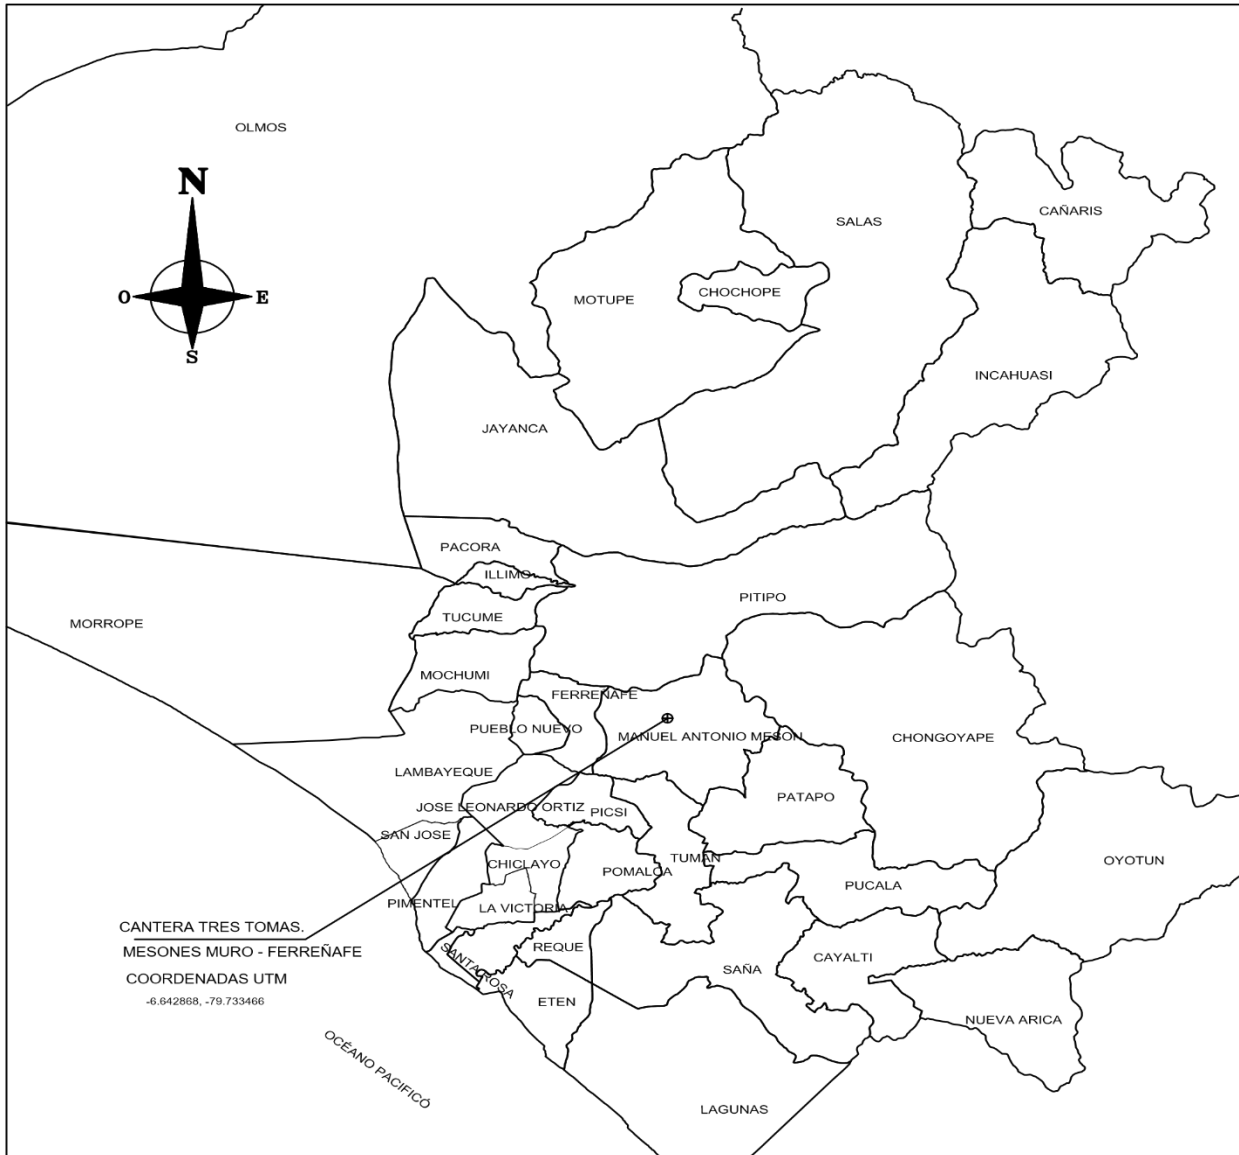 OLMOS
N
O
E
S
SALAS
CAÑARIS
MOTUPE
CHOCHOPE
INCAHUASI
JAYANCA
PACORA
ILLIMO
PITIPO
TUCUME
MORROPE
MOCHUMI
FERREÑAFE
PUEBLO NUEVO
MANUEL ANTONIO MESON
CHONGOYAPE
LAMBAYEQUE
PATAPO
JOSE LEONARDO ORTIZ
PICSI
SAN JOSE
CHICLAYO
TUMAN
OYOTUN
POMALCA
PUCALA
PIMENTEL
LA VICTORIA
CANTERA TRES TOMAS.
MESONES MURO - FERREÑAFE
COORDENADAS UTM
-6.642868, -79.733466
REQUE
SANTA ROSA
SAÑA
CAYALTI
ETEN
NUEVA ARICA
OCÉANO PACIFICÓ
LAGUNAS